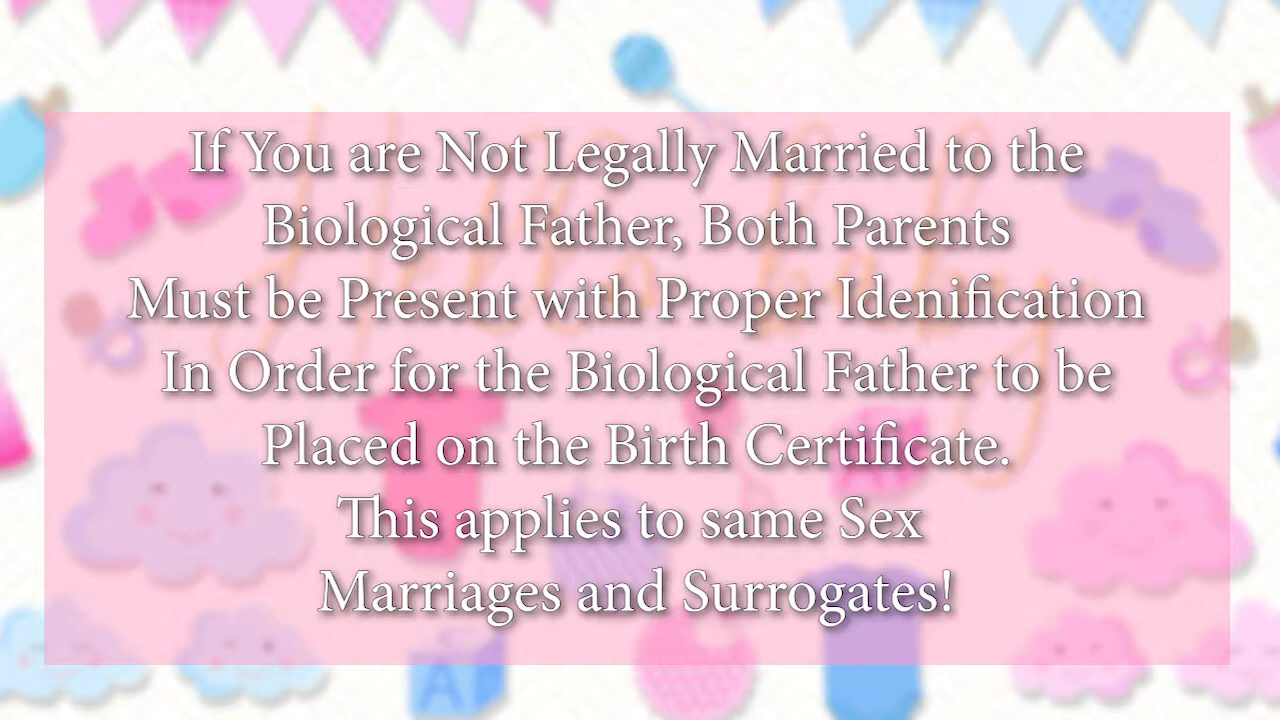 If You are Not Legally Married to the
Biological Father, Both Parents
Must be Present with Proper Idenification
In Order for the Biological Father to be
Placed on the Birth Certificate.
This applies to same Sex
Marriages and Surrogates!
Hello baby
A